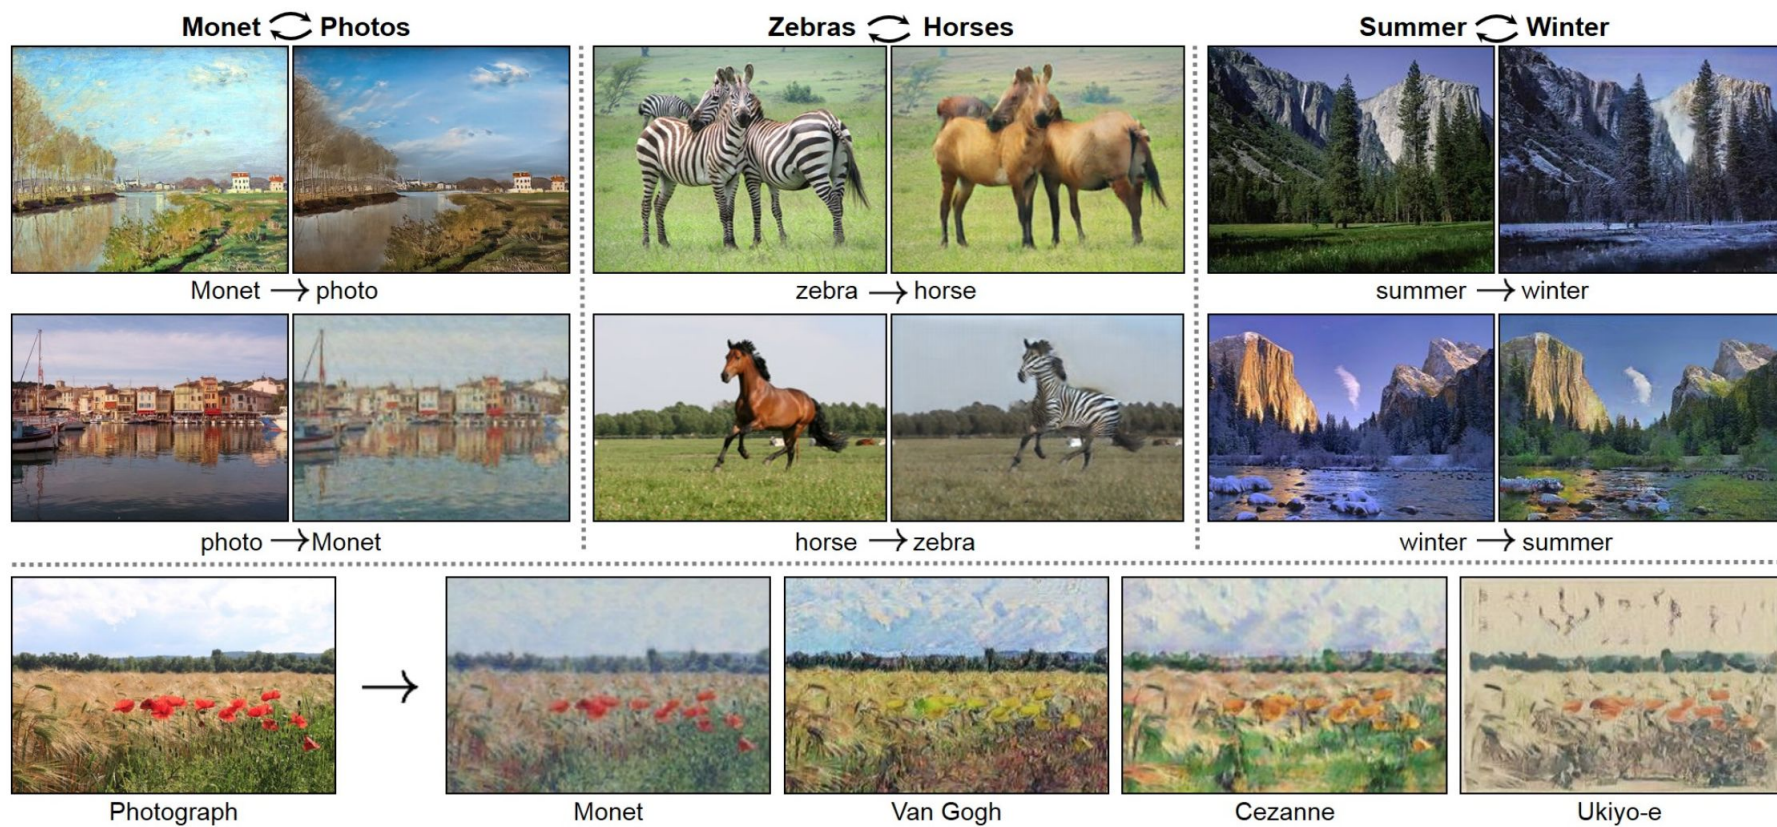 Monet Photos
Zebras Horses
Summer Winter
Monet → photo
zebra → horse
summer → winter
photo → Monet
horse → zebra
winter → summer
Photograph
Monet
Van Gogh
Cezanne
Ukiyo-e